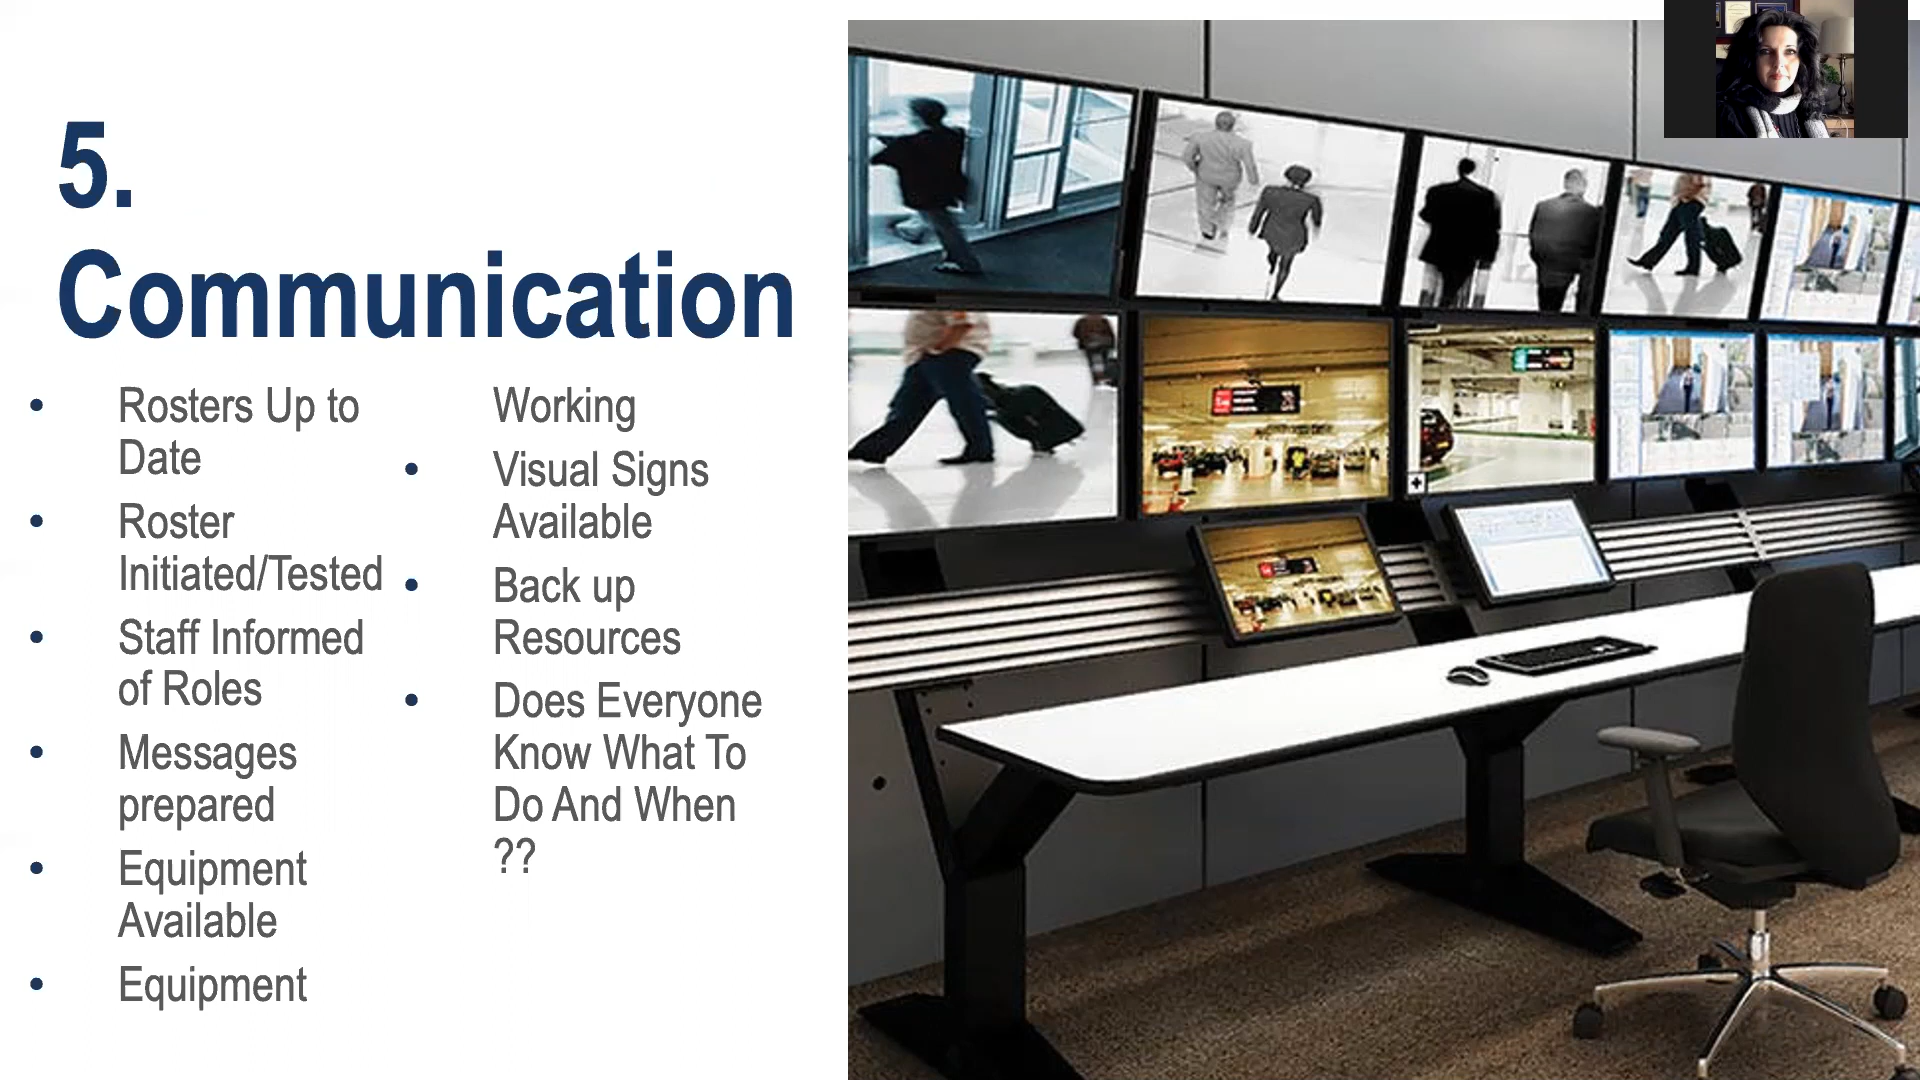 5.
Communication
• Rosters Up to
Date
• Roster
Initiated/Tested
• Staff Informed
of Roles
• Messages
prepared
• Equipment
Available
• Equipment
Working
• Visual Signs
Available
• Back up
Resources
• Does Everyone
Know What To
Do And When
??